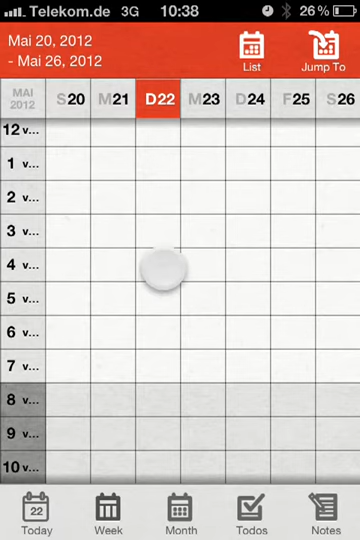 Telekom.de 3G 10:38 26%
Mai 20, 2012
- Mai 26, 2012
List
Jump To
MAI
2012
S20 M21 D22 M23 D24 F25 S26
12 v...
1 v...
2 v...
3 v...
4 v...
5 v...
6 v...
7 v...
8 v...
9 v...
10 v...
22
Today Week Month Todos Notes